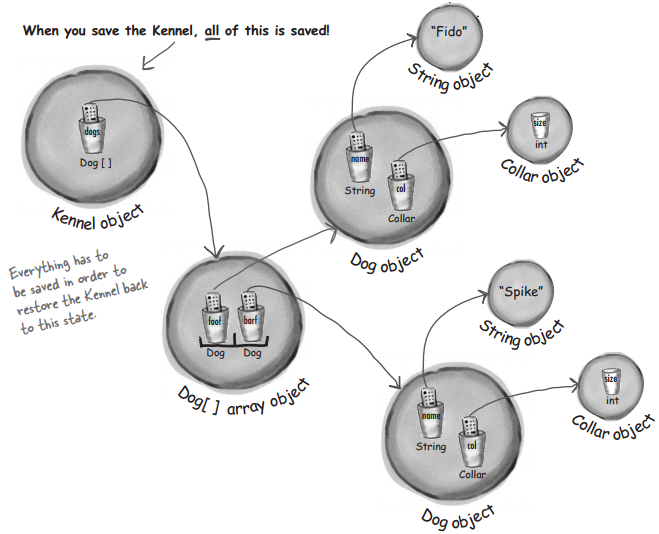 When you save the Kennel, all of this is saved!
dogs
Dog [ ]
Kennel object
Everything has to
be saved in order to
restore the Kennel back
to this state.
foof
barf
Dog
Dog
Dog[ ] array object
"Fido"
String object
name
String
col
Collar
Dog object
size
int
Collar object
"Spike"
String object
name
String
col
Collar
Dog object
size
int
Collar object